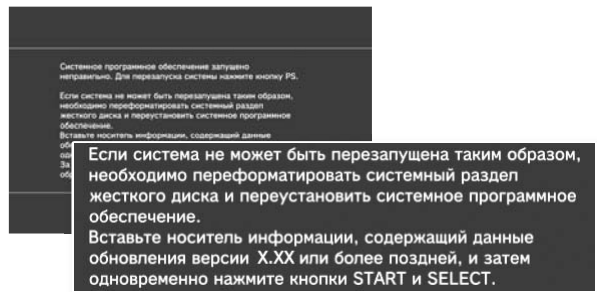 Системное программное обеспечение запущено
неправильно. Для перезапуска системы нажмите кнопку PS.
Если система не может быть перезапущена таким образом,
необходимо переформатировать системный раздел
жесткого диска и переустановить системное программное
обеспечение.
Вставьте носитель информации, содержащий данные
Если система не может быть перезапущена таким образом,
необходимо переформатировать системный раздел
жесткого диска и переустановить системное программное
обеспечение.
Вставьте носитель информации, содержащий данные
обновления версии X.XX или более поздней, и затем
одновременно нажмите кнопки START и SELECT.